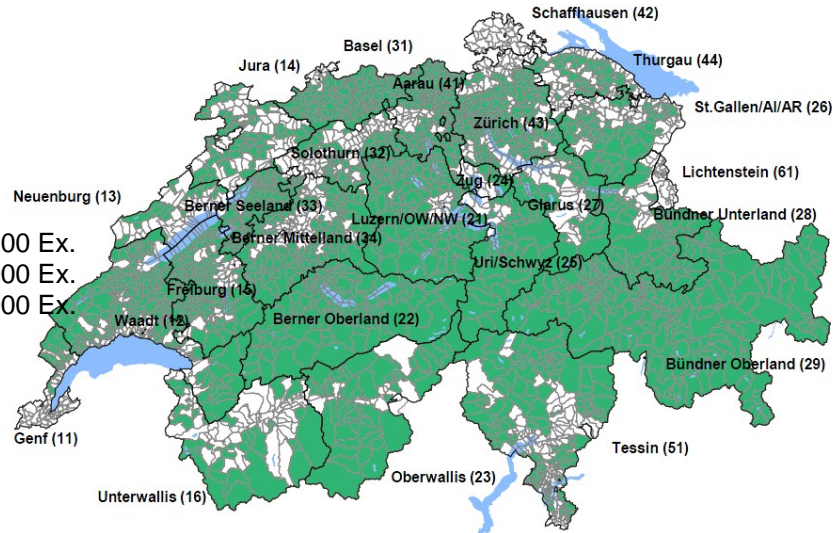 Schaffhausen (42)
Basel (31)
Jura (14)
Thurgau (44)
Aarau (41)
St.Gallen/AI/AR (26)
Zürich (43)
Solothurn (32)
Lichtenstein (61)
Zug (24)
Neuenburg (13)
Berner Seeland (33)
Glarus (27)
Luzern/OW/NW (21)
Bündner Unterland (28)
00 Ex.
Berner Mittelland (34)
00 Ex.
Uri/Schwyz (25)
Freiburg (15)
00 Ex.
Waadt (12)
Berner Oberland (22)
Bündner Oberland (29)
Genf (11)
Tessin (51)
Oberwallis (23)
Unterwallis (16)